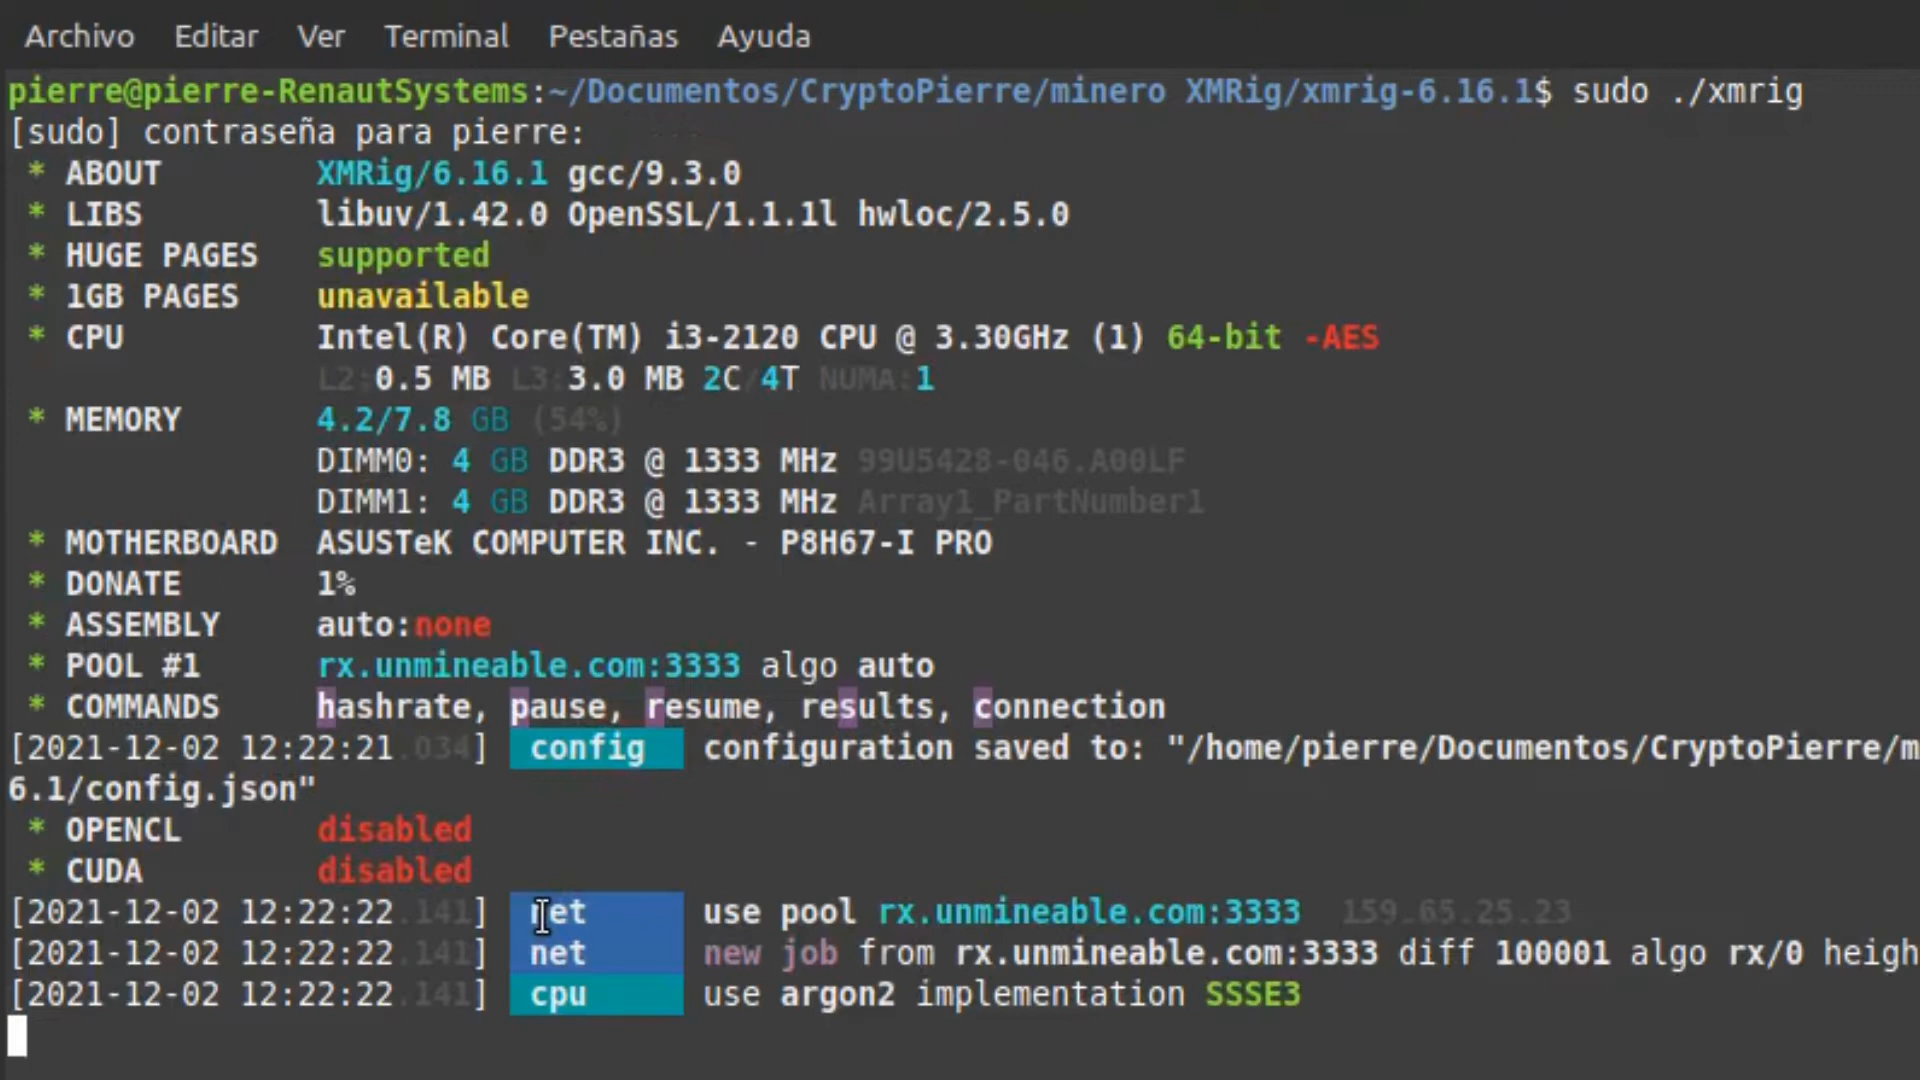 Archivo Editar Ver Terminal Pestañas Ayuda
pierre@pierre-RenautSystems:~/Documentos/CryptoPierre/minero XMRig/xmrig-6.16.1$ sudo ./xmrig
[sudo] contraseña para pierre:
* ABOUT XMRig/6.16.1 gcc/9.3.0
* LIBS libuv/1.42.0 OpenSSL/1.1.1l hwloc/2.5.0
* HUGE PAGES supported
* 1GB PAGES unavailable
* CPU Intel(R) Core(TM) i3-2120 CPU @ 3.30GHz (1) 64-bit -AES
L2:0.5 MB L3:3.0 MB 2C/4T NUMA:1
* MEMORY 4.2/7.8 GB (54%)
DIMM0: 4 GB DDR3 @ 1333 MHz 99U5428-046.A00LF
DIMM1: 4 GB DDR3 @ 1333 MHz Array1_PartNumber1
* MOTHERBOARD ASUSTeK COMPUTER INC. - P8H67-I PRO
* DONATE 1%
* ASSEMBLY auto:none
* POOL #1 rx.unmineable.com:3333 algo auto
* COMMANDS hashrate, pause, resume, results, connection
[2021-12-02 12:22:21.034] config configuration saved to: "/home/pierre/Documentos/CryptoPierre/m
6.1/config.json"
* OPENCL disabled
* CUDA disabled
[2021-12-02 12:22:22.141] net use pool rx.unmineable.com:3333 159.65.25.23
[2021-12-02 12:22:22.141] net new job from rx.unmineable.com:3333 diff 100001 algo rx/0 heigh
[2021-12-02 12:22:22.141] cpu use argon2 implementation SSSE3